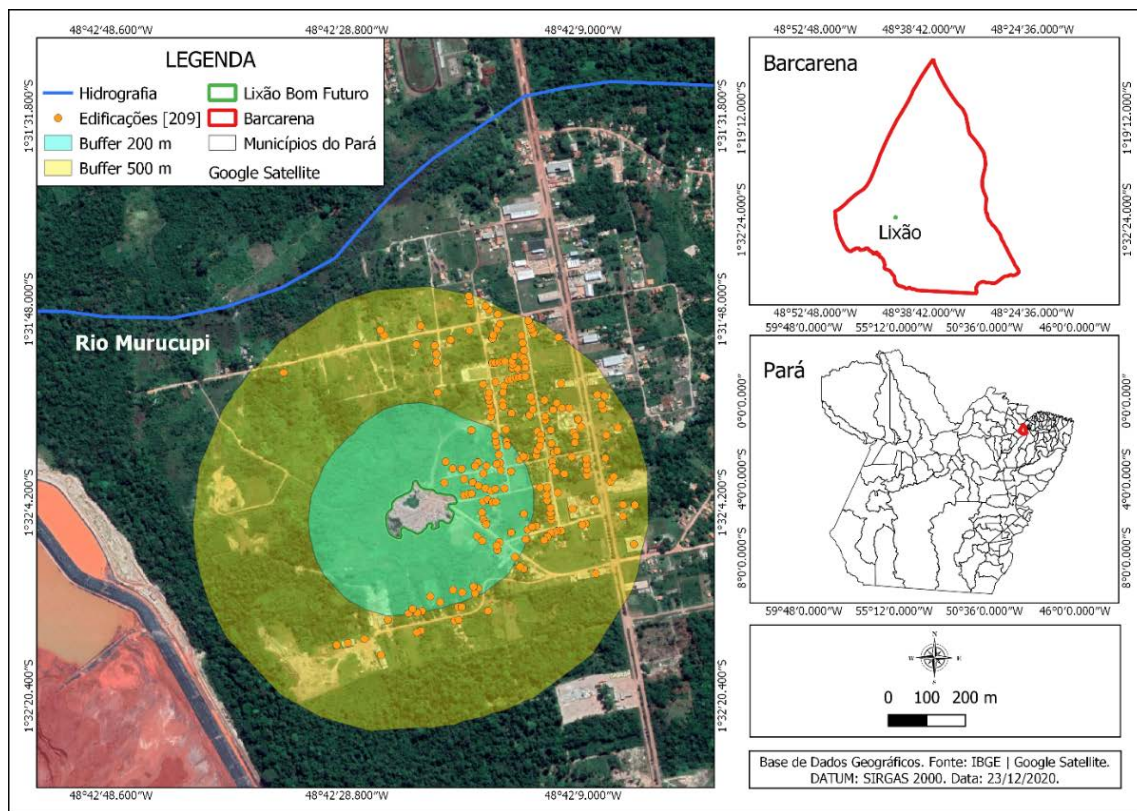 48°42'48.600"W
48°42'28.800"W
48°42'9.000"W
LEGENDA
Hidrografia
Edificações [209]
Buffer 200 m
Buffer 500 m
Lixão Bom Futuro
Barcarena
Municípios do Pará
Google Satellite
1°31'31.800"S
1°31'48.000"S
1°32'4.200"S
1°32'20.400"S
Rio Murucupi
1°31'31.800"S
1°31'48.000"S
1°32'4.200"S
1°32'20.400"S
48°42'48.600"W
48°42'28.800"W
48°42'9.000"W
48°52'48.000"W
48°38'42.000"W
48°24'36.000"W
Barcarena
Lixão
1°19'12.000"S
1°32'24.000"S
1°19'12.000"S
1°32'24.000"S
48°52'48.000"W
48°38'42.000"W
48°24'36.000"W
59°48'0.000"W
55°12'0.000"W
50°36'0.000"W
46°0'0.000"W
Pará
0°0'0.000"
4°0'0.000"S
8°0'0.000"S
0°0'0.000"
4°0'0.000"S
8°0'0.000"S
59°48'0.000"W
55°12'0.000"W
50°36'0.000"W
46°0'0.000"W
N
W
E
S
0 100 200 m
Base de Dados Geográficos. Fonte: IBGE | Google Satellite.
DATUM: SIRGAS 2000. Data: 23/12/2020.